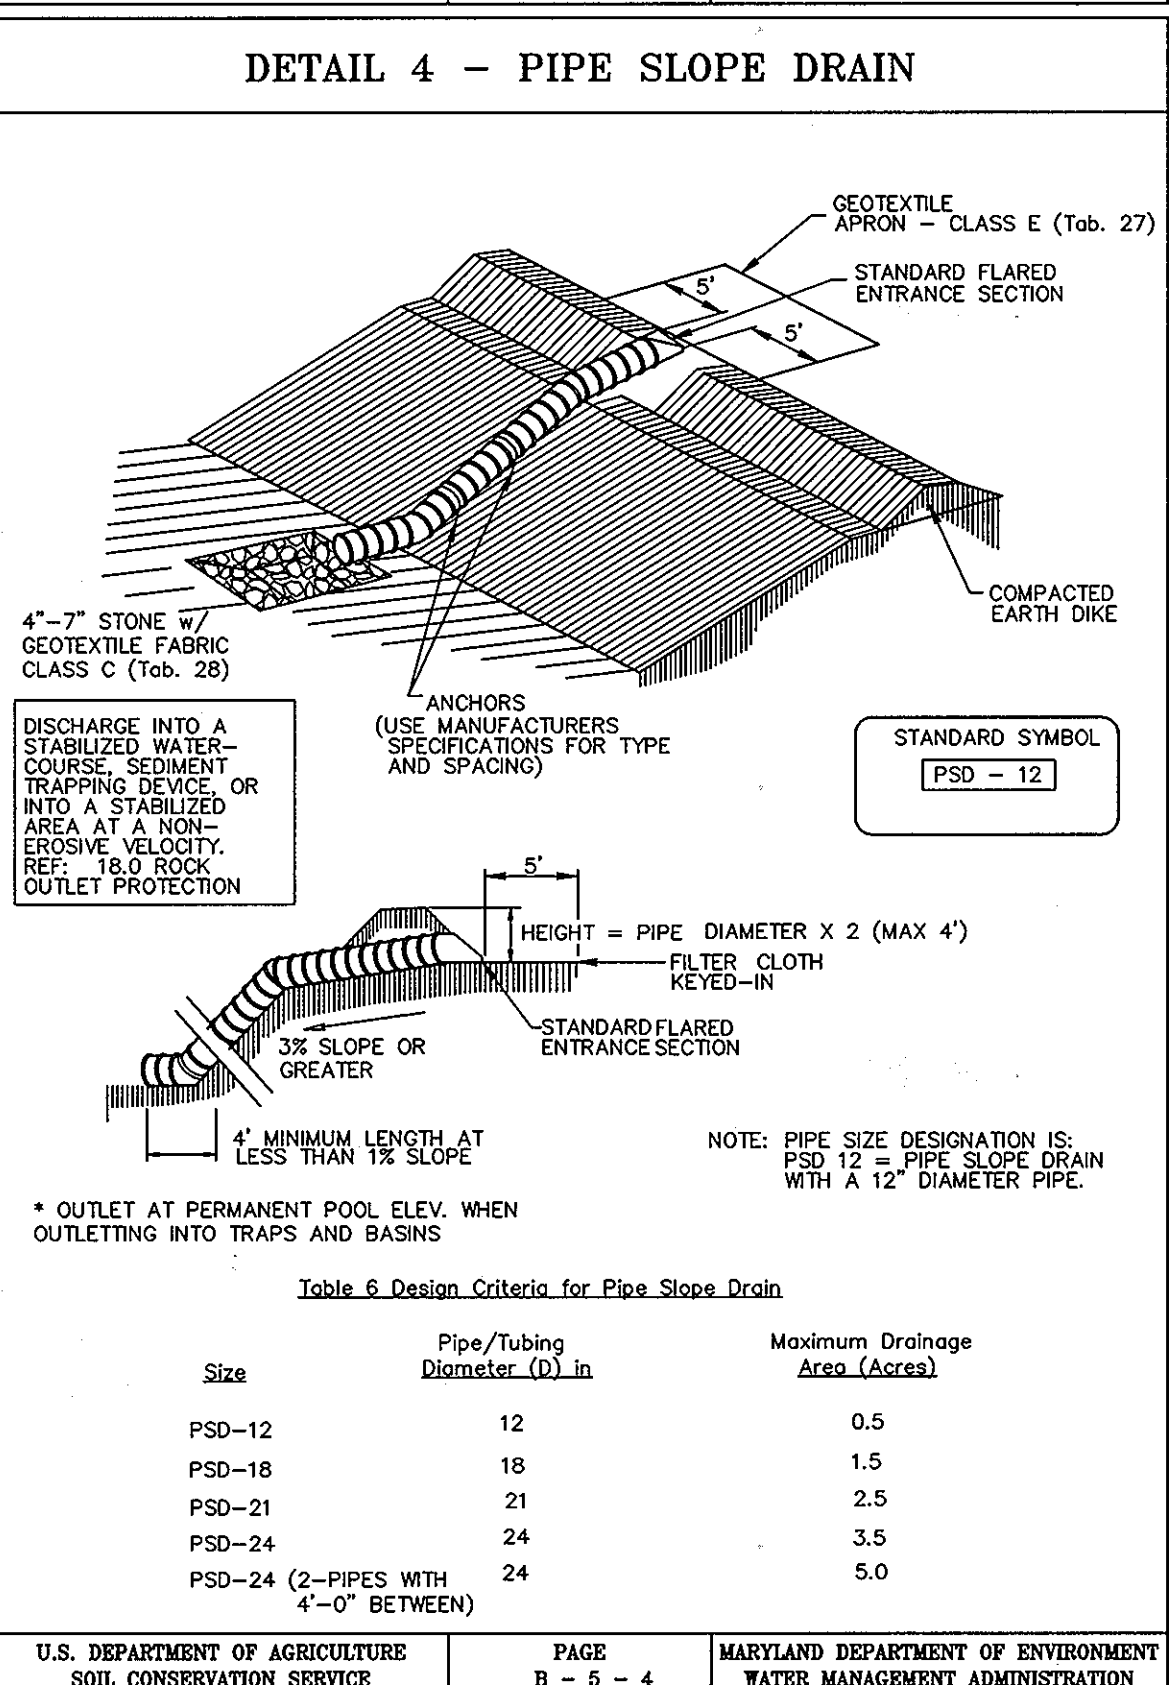 DETAIL 4 - PIPE SLOPE DRAIN
GEOTEXTILE
APRON - CLASS E (Tab. 27)
STANDARD FLARED
ENTRANCE SECTION
5'
5'
COMPACTED
EARTH DIKE
4"-7" STONE w/
GEOTEXTILE FABRIC
CLASS C (Tab. 28)
ANCHORS
(USE MANUFACTURERS
SPECIFICATIONS FOR TYPE
AND SPACING)
DISCHARGE INTO A
STABILIZED WATER-
COURSE, SEDIMENT
TRAPPING DEVICE, OR
INTO A STABILIZED
AREA AT A NON-
EROSIVE VELOCITY.
REF: 18.0 ROCK
OUTLET PROTECTION
STANDARD SYMBOL
PSD - 12
5'
HEIGHT = PIPE DIAMETER X 2 (MAX 4')
FILTER CLOTH
KEYED-IN
STANDARD FLARED
ENTRANCE SECTION
3% SLOPE OR
GREATER
4' MINIMUM LENGTH AT
LESS THAN 1% SLOPE
NOTE: PIPE SIZE DESIGNATION IS:
PSD 12 = PIPE SLOPE DRAIN
WITH A 12" DIAMETER PIPE.
* OUTLET AT PERMANENT POOL ELEV. WHEN
OUTLETTING INTO TRAPS AND BASINS
Table 6 Design Criteria for Pipe Slope Drain
Size Pipe/Tubing Diameter (D) in Maximum Drainage Area (Acres)
PSD-12 12 0.5
PSD-18 18 1.5
PSD-21 21 2.5
PSD-24 24 3.5
PSD-24 (2-PIPES WITH 24 5.0
4'-0" BETWEEN)
U.S. DEPARTMENT OF AGRICULTURE
SOIL CONSERVATION SERVICE
PAGE
B - 5 - 4
MARYLAND DEPARTMENT OF ENVIRONMENT
WATER MANAGEMENT ADMINISTRATION